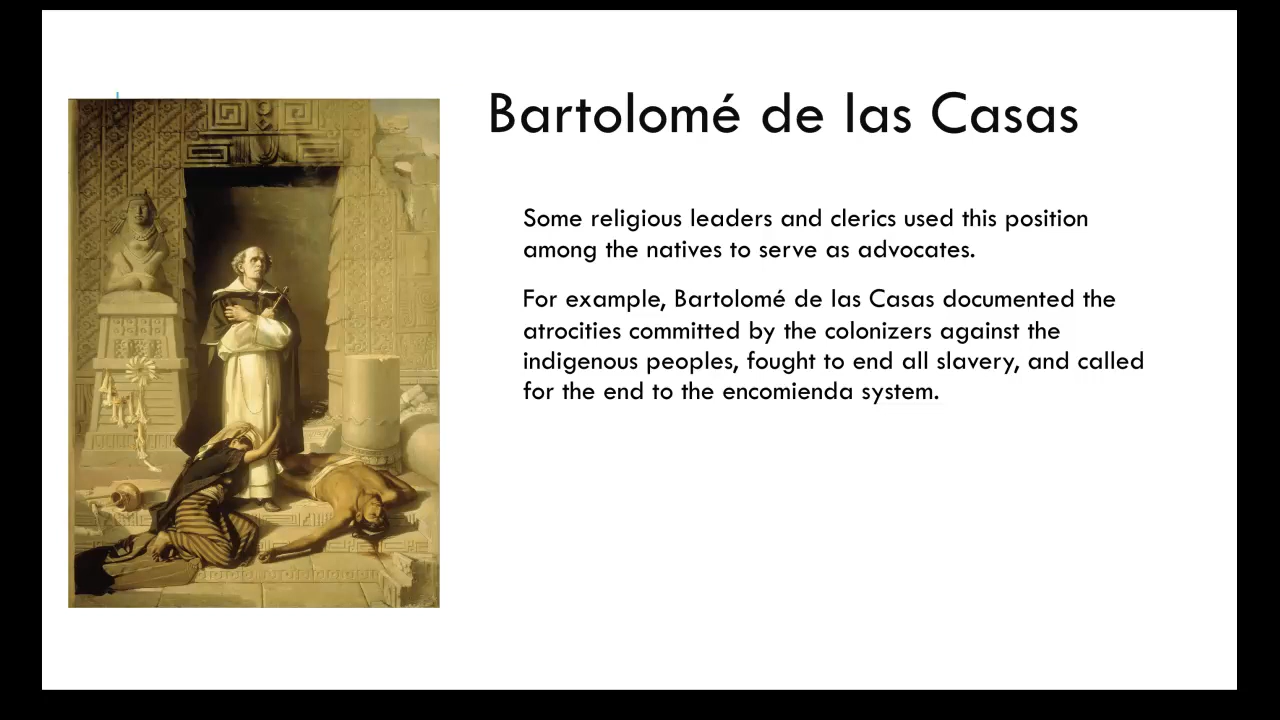 Bartolomé de las Casas
Some religious leaders and clerics used this position
among the natives to serve as advocates.
For example, Bartolomé de las Casas documented the
atrocities committed by the colonizers against the
indigenous peoples, fought to end all slavery, and called
for the end to the encomienda system.